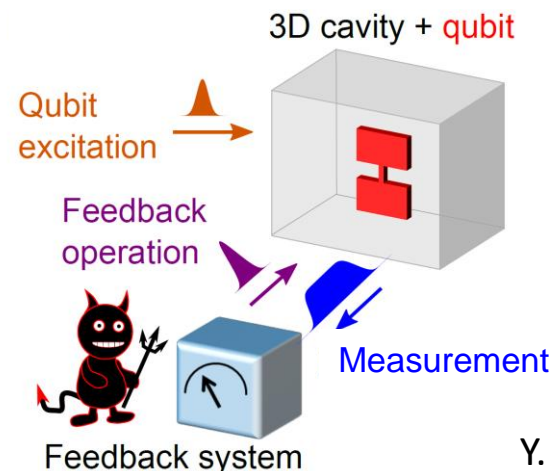 3D cavity + qubit
Qubit
excitation
Feedback
operation
Measurement
Feedback system
Y.